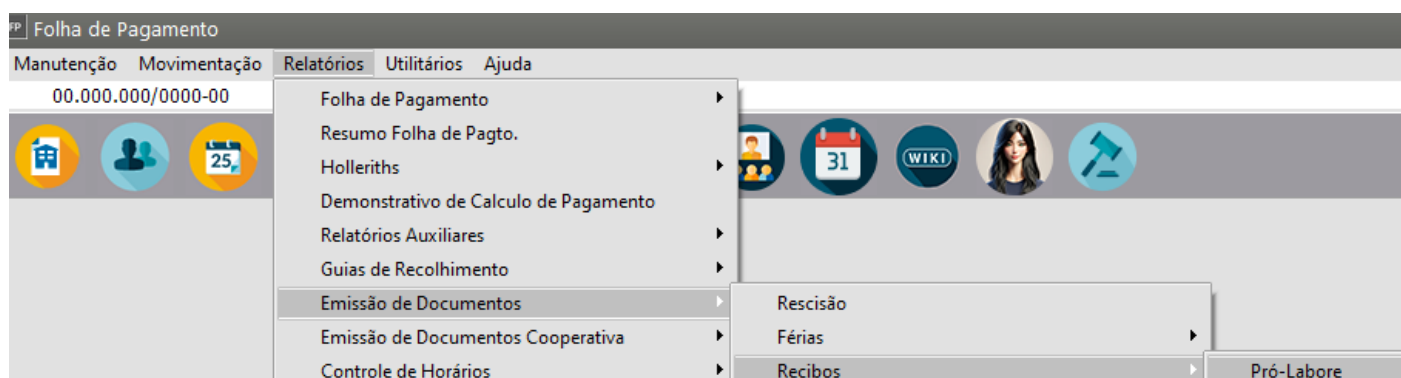 FP Folha de Pagamento
Manutenção Movimentação Relatórios Utilitários Ajuda
00.000.000/0000-00
Folha de Pagamento
Resumo Folha de Pagto.
25 31 WIKI
Holleriths
Demonstrativo de Calculo de Pagamento
Relatórios Auxiliares
Guias de Recolhimento
Emissão de Documentos Rescisão
Emissão de Documentos Cooperativa Férias
Controle de Horários Recibos Pró-Labore